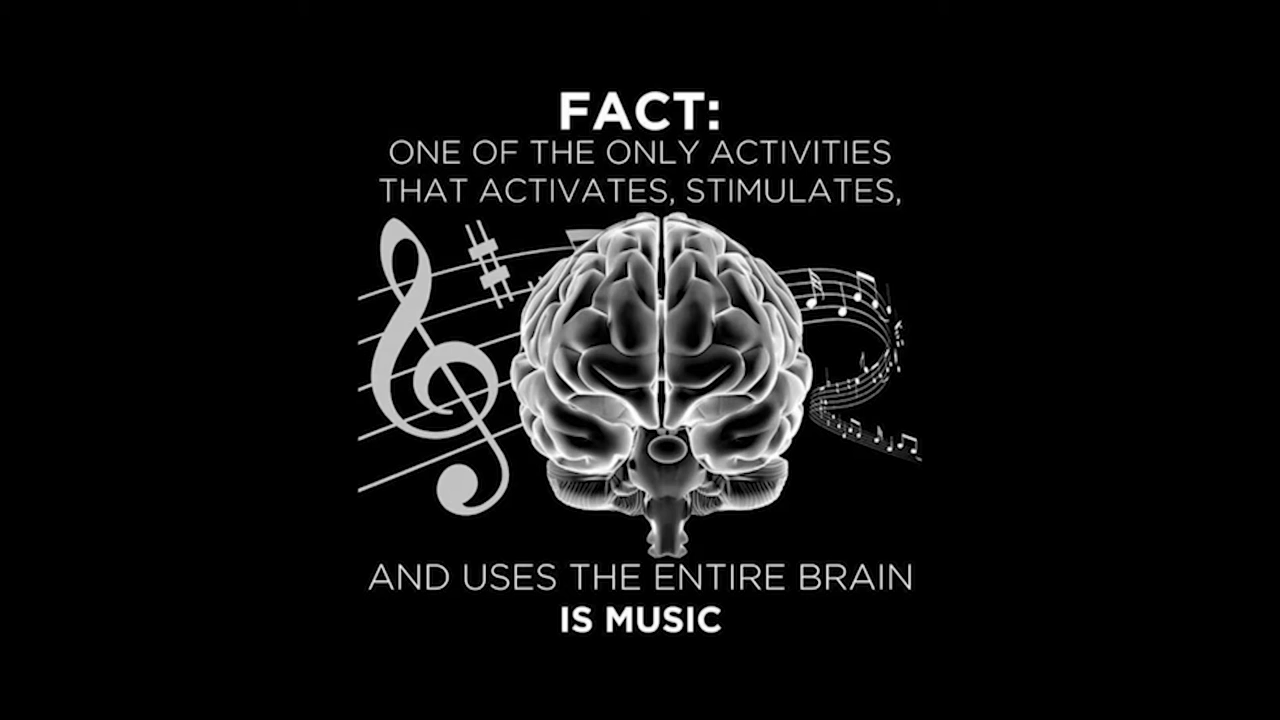 FACT:
ONE OF THE ONLY ACTIVITIES
THAT ACTIVATES, STIMULATES,
AND USES THE ENTIRE BRAIN
IS MUSIC